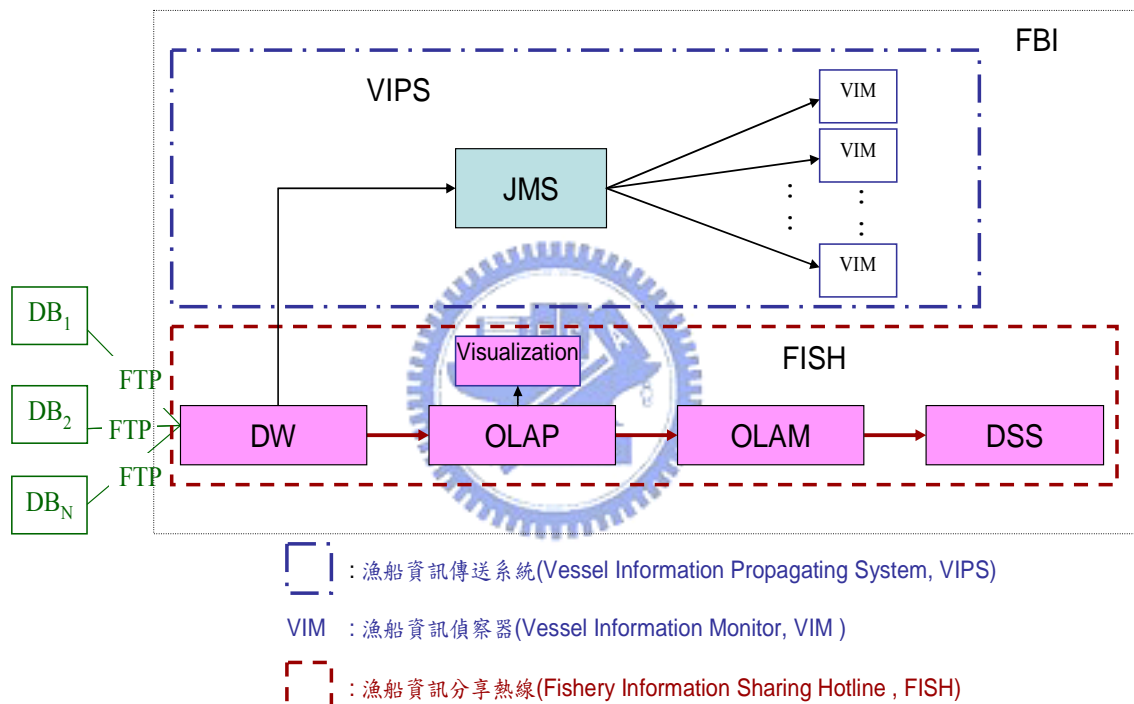 FBI
VIPS
VIM
VIM
JMS
VIM
DB1
DB2
DBN
FTP
FTP
FTP
FISH
Visualization
DW
OLAP
OLAM
DSS
: 漁船資訊傳送系統(Vessel Information Propagating System, VIPS)
VIM : 漁船資訊偵察器(Vessel Information Monitor, VIM )
: 漁船資訊分享熱線(Fishery Information Sharing Hotline , FISH)